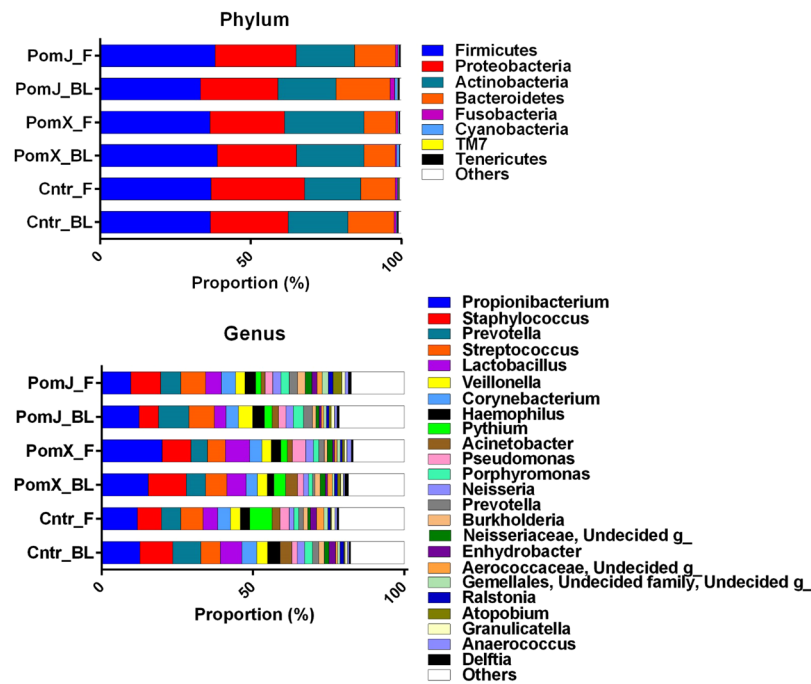 Phylum
PomJ_F
PomJ_BL
PomX_F
PomX_BL
Cntr_F
Cntr_BL
0
50
100
Proportion (%)
Firmicutes
Proteobacteria
Actinobacteria
Bacteroidetes
Fusobacteria
Cyanobacteria
TM7
Tenericutes
Others
Genus
PomJ_F
PomJ_BL
PomX_F
PomX_BL
Cntr_F
Cntr_BL
0
50
100
Proportion (%)
Propionibacterium
Staphylococcus
Prevotella
Streptococcus
Lactobacillus
Veillonella
Corynebacterium
Haemophilus
Pythium
Acinetobacter
Pseudomonas
Porphyromonas
Neisseria
Prevotella
Burkholderia
Neisseriaceae, Undecided g_
Enhydrobacter
Aerococcaceae, Undecided g_
Gemellales, Undecided family, Undecided g_
Ralstonia
Atopobium
Granulicatella
Anaerococcus
Delftia
Others